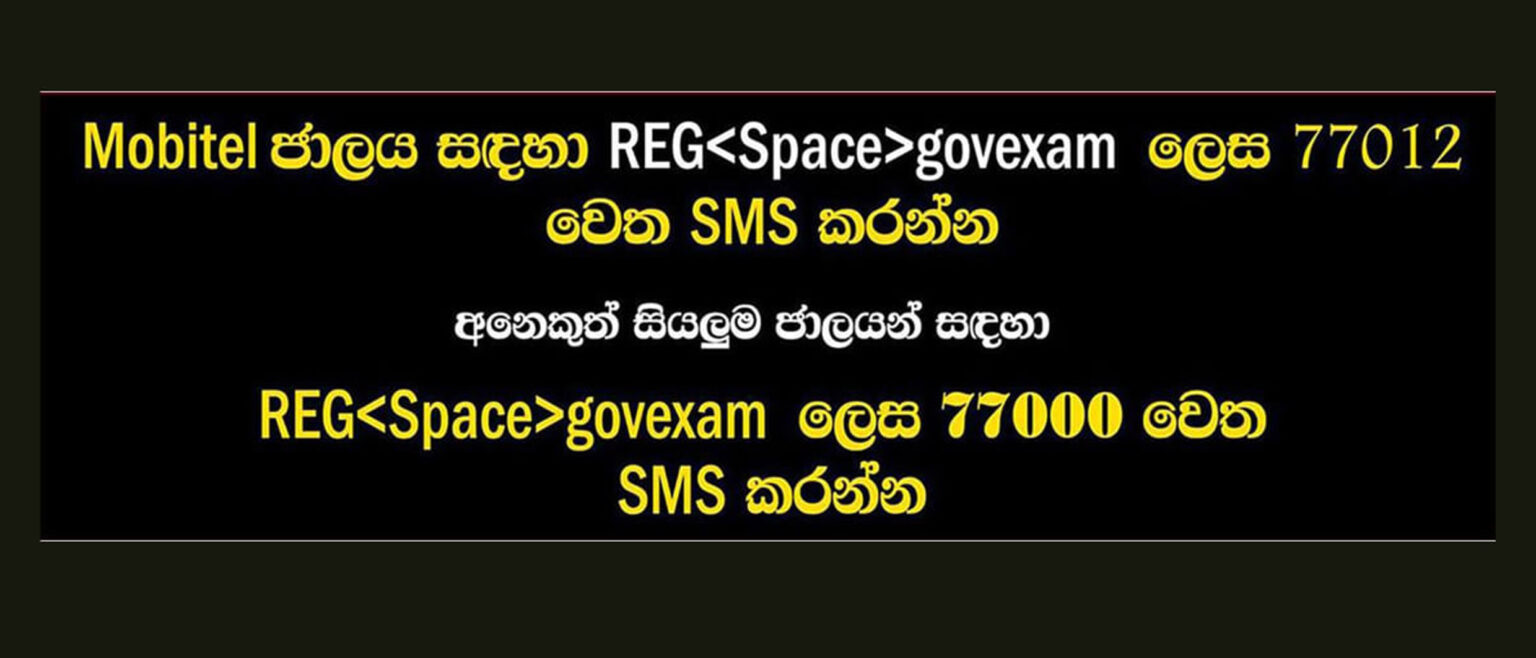 Mobitel ජාලය සඳහා REG<Space>govexam ලෙස 77012
වෙත SMS කරන්න
අනෙකුත් සියලුම ජාලයන් සඳහා
REG<Space>govexam ලෙස 77000 වෙත
SMS කරන්න